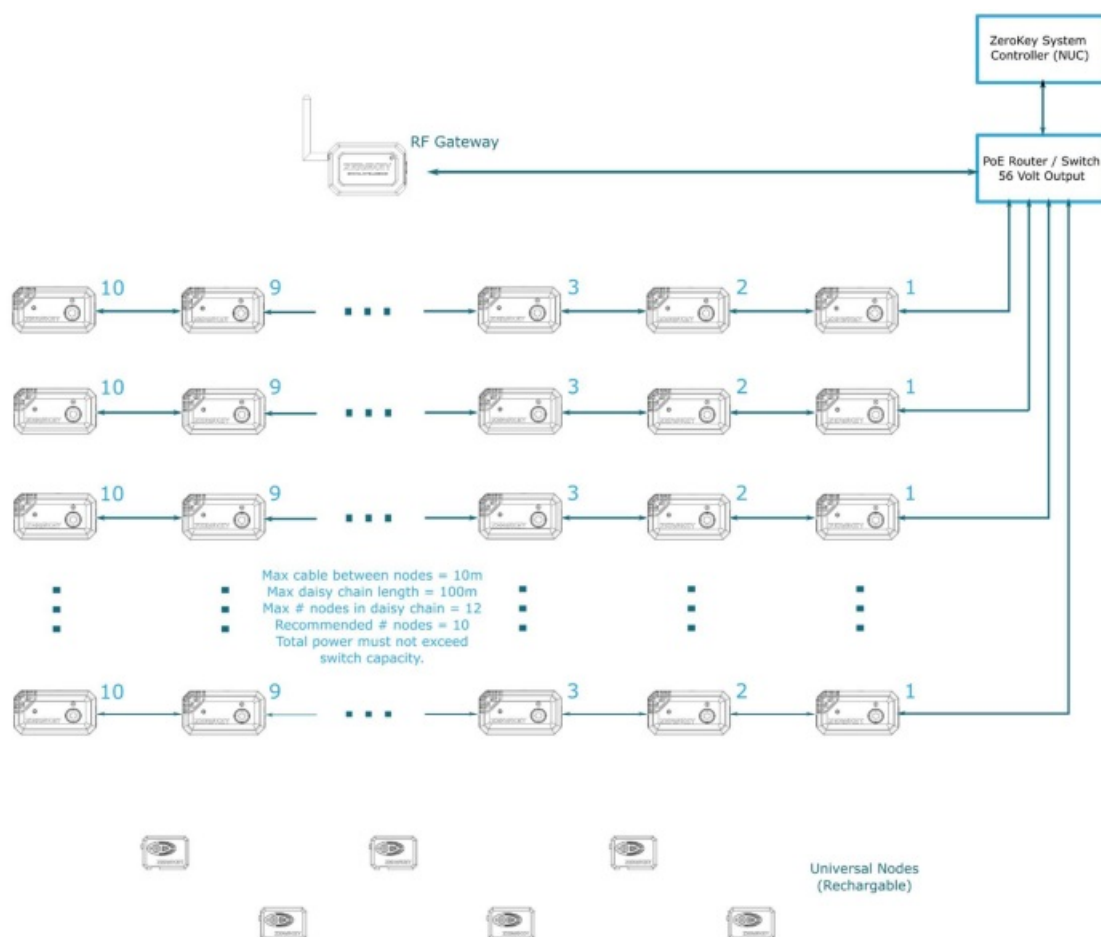 ZeroKey System
Controller (NUC)
RF Gateway
PoE Router / Switch
56 Volt Output
ZEROKEY
10 9 3 2 1
10 9 3 2 1
10 9 3 2 1
Max cable between nodes = 10m
Max daisy chain length = 100m
Max # nodes in daisy chain = 12
Recommended # nodes = 10
Total power must not exceed
switch capacity.
10 9 3 2 1
Universal Nodes
(Rechargable)